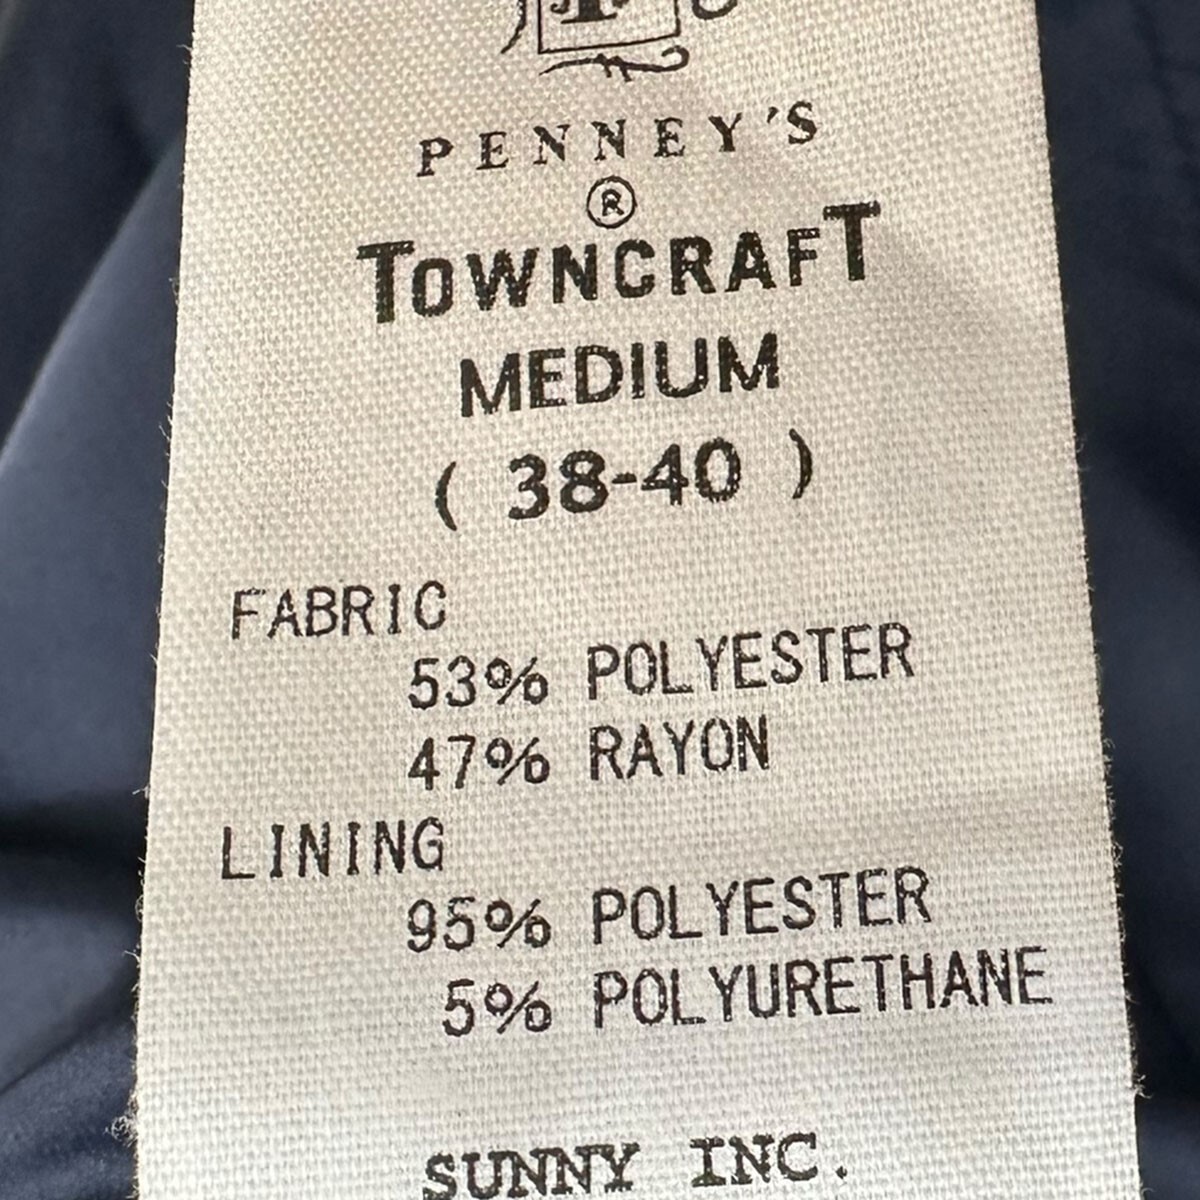 PENNEY'S
®
TOWNCRAFT
MEDIUM
( 38-40 )
FABRIC
53% POLYESTER
47% RAYON
LINING
95% POLYESTER
5% POLYURETHANE
SUNNY INC.